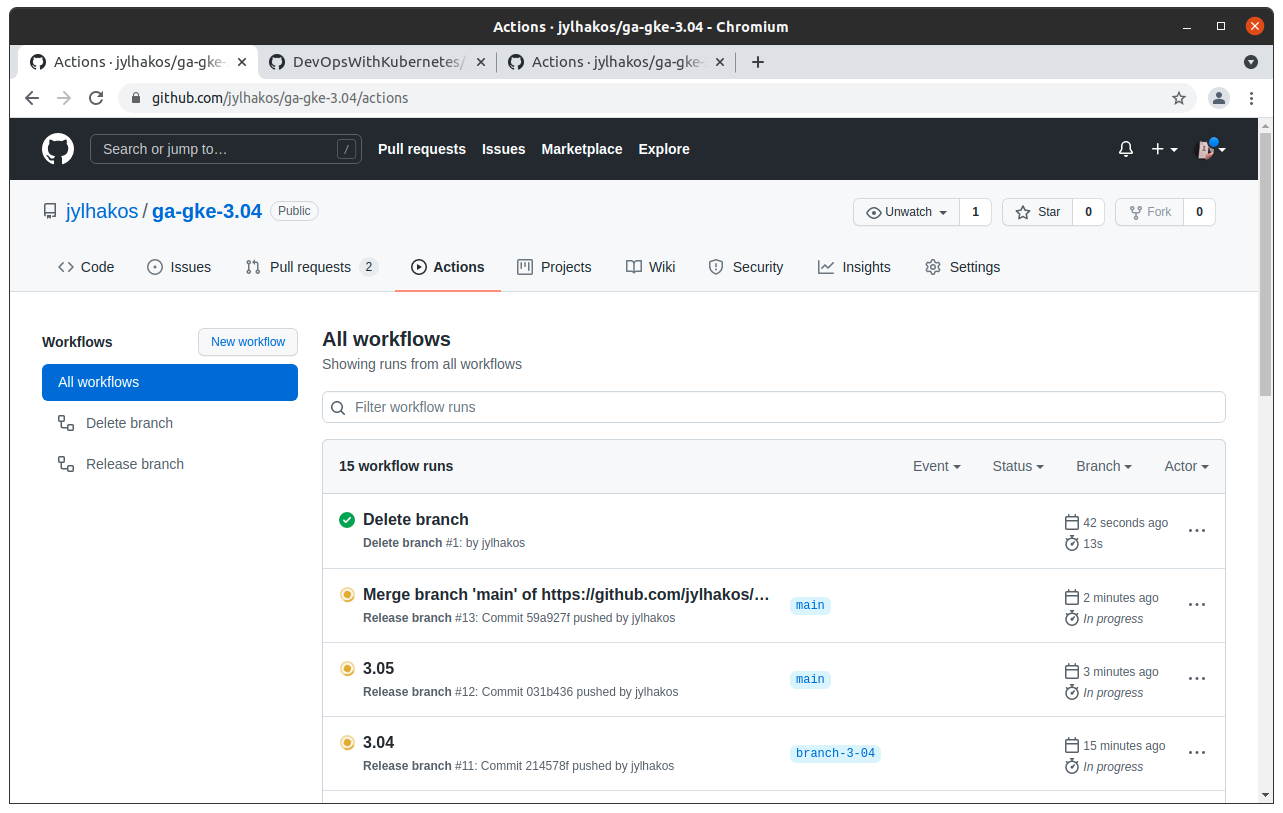 Actions · jylhakos/ga-gke-3.04 - Chromium
Actions · jylhakos/ga-gke-
DevOpsWithKubernetes/
Actions · jylhakos/ga-gke-
github.com/jylhakos/ga-gke-3.04/actions
Search or jump to…
/
Pull requests
Issues
Marketplace
Explore
jylhakos / ga-gke-3.04
Public
Unwatch 1
Star 0
Fork 0
Code
Issues
Pull requests 2
Actions
Projects
Wiki
Security
Insights
Settings
Workflows
New workflow
All workflows
Delete branch
Release branch
All workflows
Showing runs from all workflows
Filter workflow runs
15 workflow runs
Event
Status
Branch
Actor
Delete branch
Delete branch #1: by jylhakos
42 seconds ago
13s
Merge branch 'main' of https://github.com/jylhakos/…
Release branch #13: Commit 59a927f pushed by jylhakos
main
2 minutes ago
In progress
3.05
Release branch #12: Commit 031b436 pushed by jylhakos
main
3 minutes ago
In progress
3.04
Release branch #11: Commit 214578f pushed by jylhakos
branch-3-04
15 minutes ago
In progress